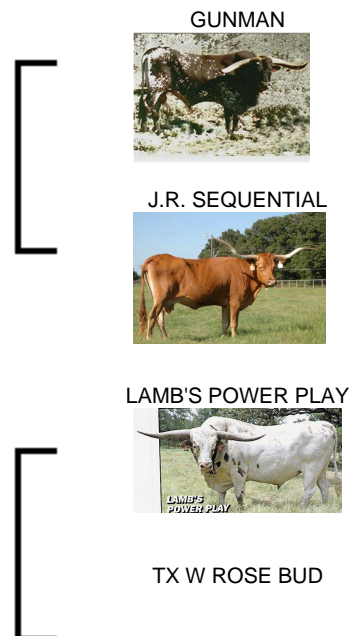 GUNMAN
J.R. SEQUENTIAL
LAMB'S POWER PLAY
LAMB'S
POWER PLAY
TX W ROSE BUD